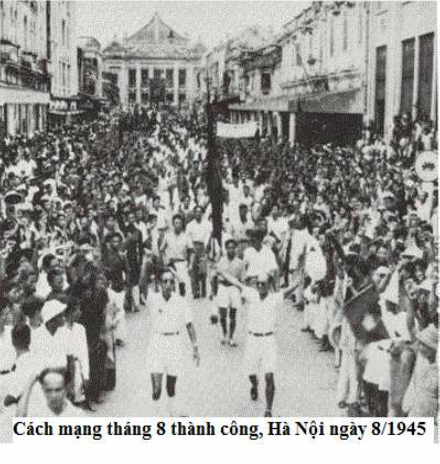 Cách mạng tháng 8 thành công, Hà Nội ngày 8/1945